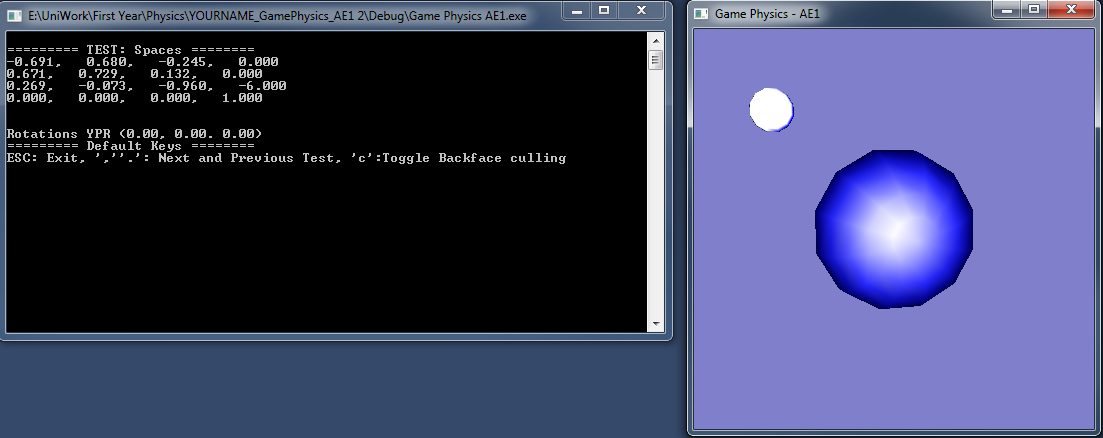 E:\UniWork\First Year\Physics\YOURNAME_GamePhysics_AE1 2\Debug\Game Physics AE1.exe
========= TEST: Spaces ========
-0.691,   0.680,   -0.245,   0.000
0.671,   0.729,   0.132,   0.000
0.269,   -0.073,   -0.960,   -6.000
0.000,   0.000,   0.000,   1.000
Rotations YPR (0.00, 0.00. 0.00)
========= Default Keys ========
ESC: Exit, ',''.': Next and Previous Test, 'c':Toggle Backface culling
Game Physics - AE1